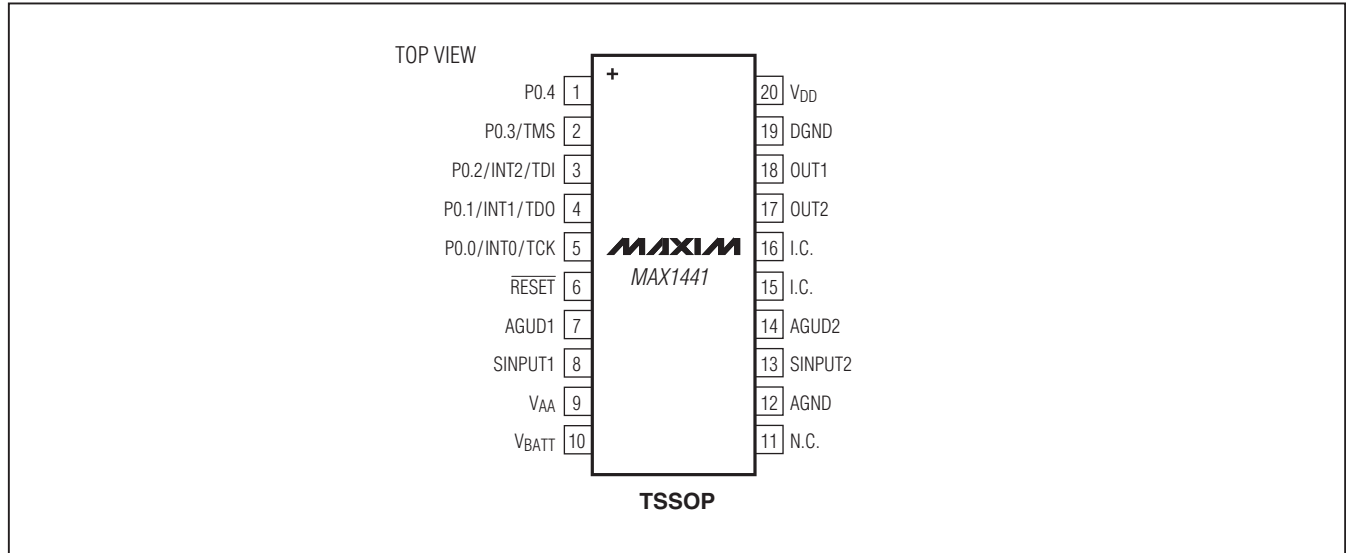 TOP VIEW
+
P0.4 1
P0.3/TMS 2
P0.2/INT2/TDI 3
P0.1/INT1/TDO 4
P0.0/INT0/TCK 5
RESET 6
AGUD1 7
SINPUT1 8
VAA 9
VBATT 10
MAXIM
MAX1441
20 VDD
19 DGND
18 OUT1
17 OUT2
16 I.C.
15 I.C.
14 AGUD2
13 SINPUT2
12 AGND
11 N.C.
TSSOP